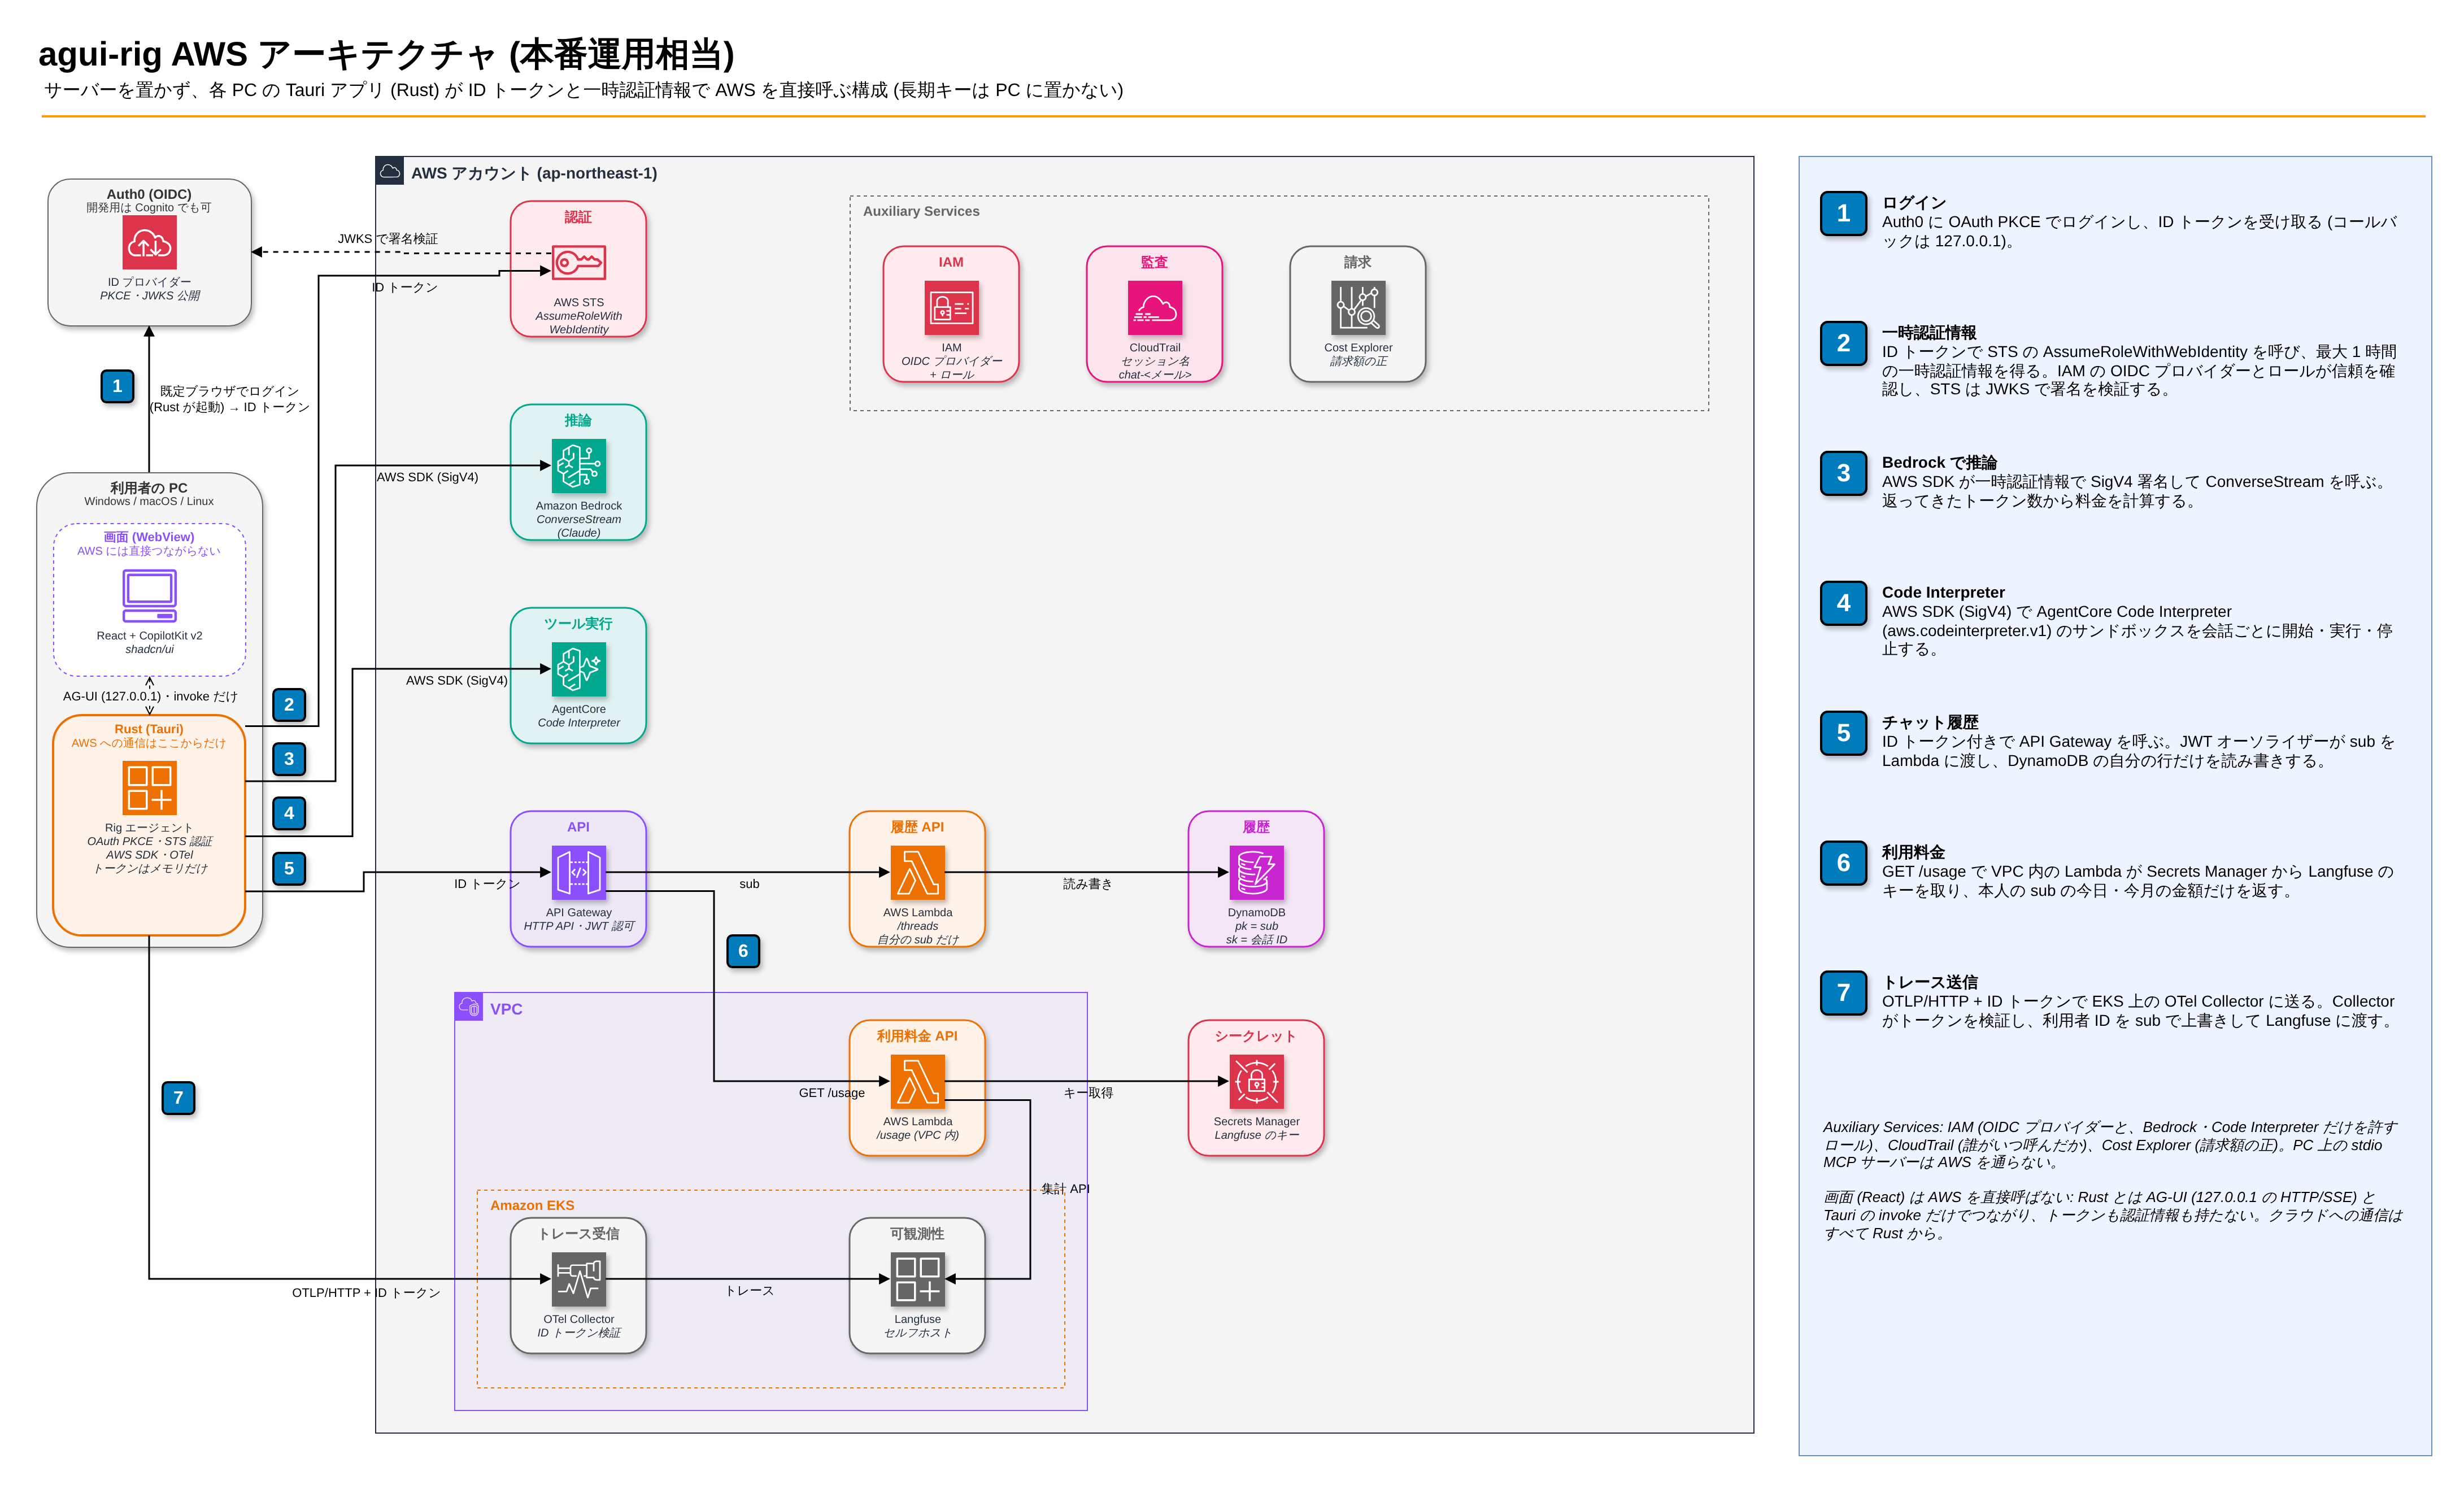 agui-rig AWS アーキテクチャ (本番運用相当)
サーバーを置かず、各 PC の Tauri アプリ (Rust) が ID トークンと一時認証情報で AWS を直接呼ぶ構成 (長期キーは PC に置かない)
Auth0 (OIDC)
開発用は Cognito でも可
ID プロバイダー
PKCE・JWKS 公開
1
既定ブラウザでログイン
(Rust が起動) → ID トークン
利用者の PC
Windows / macOS / Linux
画面 (WebView)
AWS には直接つながらない
React + CopilotKit v2
shadcn/ui
AG-UI (127.0.0.1)・invoke だけ
Rust (Tauri)
AWS への通信はここからだけ
Rig エージェント
OAuth PKCE・STS 認証
AWS SDK・OTel
トークンはメモリだけ
2
3
4
5
7
AWS アカウント (ap-northeast-1)
JWKS で署名検証
ID トークン
認証
AWS STS
AssumeRoleWith
WebIdentity
Auxiliary Services
IAM
IAM
OIDC プロバイダー
+ ロール
監査
CloudTrail
セッション名
chat-<メール>
請求
Cost Explorer
請求額の正
AWS SDK (SigV4)
推論
Amazon Bedrock
ConverseStream
(Claude)
AWS SDK (SigV4)
ツール実行
AgentCore
Code Interpreter
ID トークン
API
API Gateway
HTTP API・JWT 認可
sub
履歴 API
AWS Lambda
/threads
自分の sub だけ
読み書き
履歴
DynamoDB
pk = sub
sk = 会話 ID
6
VPC
GET /usage
利用料金 API
AWS Lambda
/usage (VPC 内)
キー取得
シークレット
Secrets Manager
Langfuse のキー
集計 API
Amazon EKS
OTLP/HTTP + ID トークン
トレース受信
OTel Collector
ID トークン検証
トレース
可観測性
Langfuse
セルフホスト
1
ログイン
Auth0 に OAuth PKCE でログインし、ID トークンを受け取る (コールバ
ックは 127.0.0.1)。
2
一時認証情報
ID トークンで STS の AssumeRoleWithWebIdentity を呼び、最大 1 時間
の一時認証情報を得る。IAM の OIDC プロバイダーとロールが信頼を確
認し、STS は JWKS で署名を検証する。
3
Bedrock で推論
AWS SDK が一時認証情報で SigV4 署名して ConverseStream を呼ぶ。
返ってきたトークン数から料金を計算する。
4
Code Interpreter
AWS SDK (SigV4) で AgentCore Code Interpreter
(aws.codeinterpreter.v1) のサンドボックスを会話ごとに開始・実行・停
止する。
5
チャット履歴
ID トークン付きで API Gateway を呼ぶ。JWT オーソライザーが sub を
Lambda に渡し、DynamoDB の自分の行だけを読み書きする。
6
利用料金
GET /usage で VPC 内の Lambda が Secrets Manager から Langfuse の
キーを取り、本人の sub の今日・今月の金額だけを返す。
7
トレース送信
OTLP/HTTP + ID トークンで EKS 上の OTel Collector に送る。Collector
がトークンを検証し、利用者 ID を sub で上書きして Langfuse に渡す。
Auxiliary Services: IAM (OIDC プロバイダーと、Bedrock・Code Interpreter だけを許す
ロール)、CloudTrail (誰がいつ呼んだか)、Cost Explorer (請求額の正)。PC 上の stdio
MCP サーバーは AWS を通らない。
画面 (React) は AWS を直接呼ばない: Rust とは AG-UI (127.0.0.1 の HTTP/SSE) と
Tauri の invoke だけでつながり、トークンも認証情報も持たない。クラウドへの通信は
すべて Rust から。